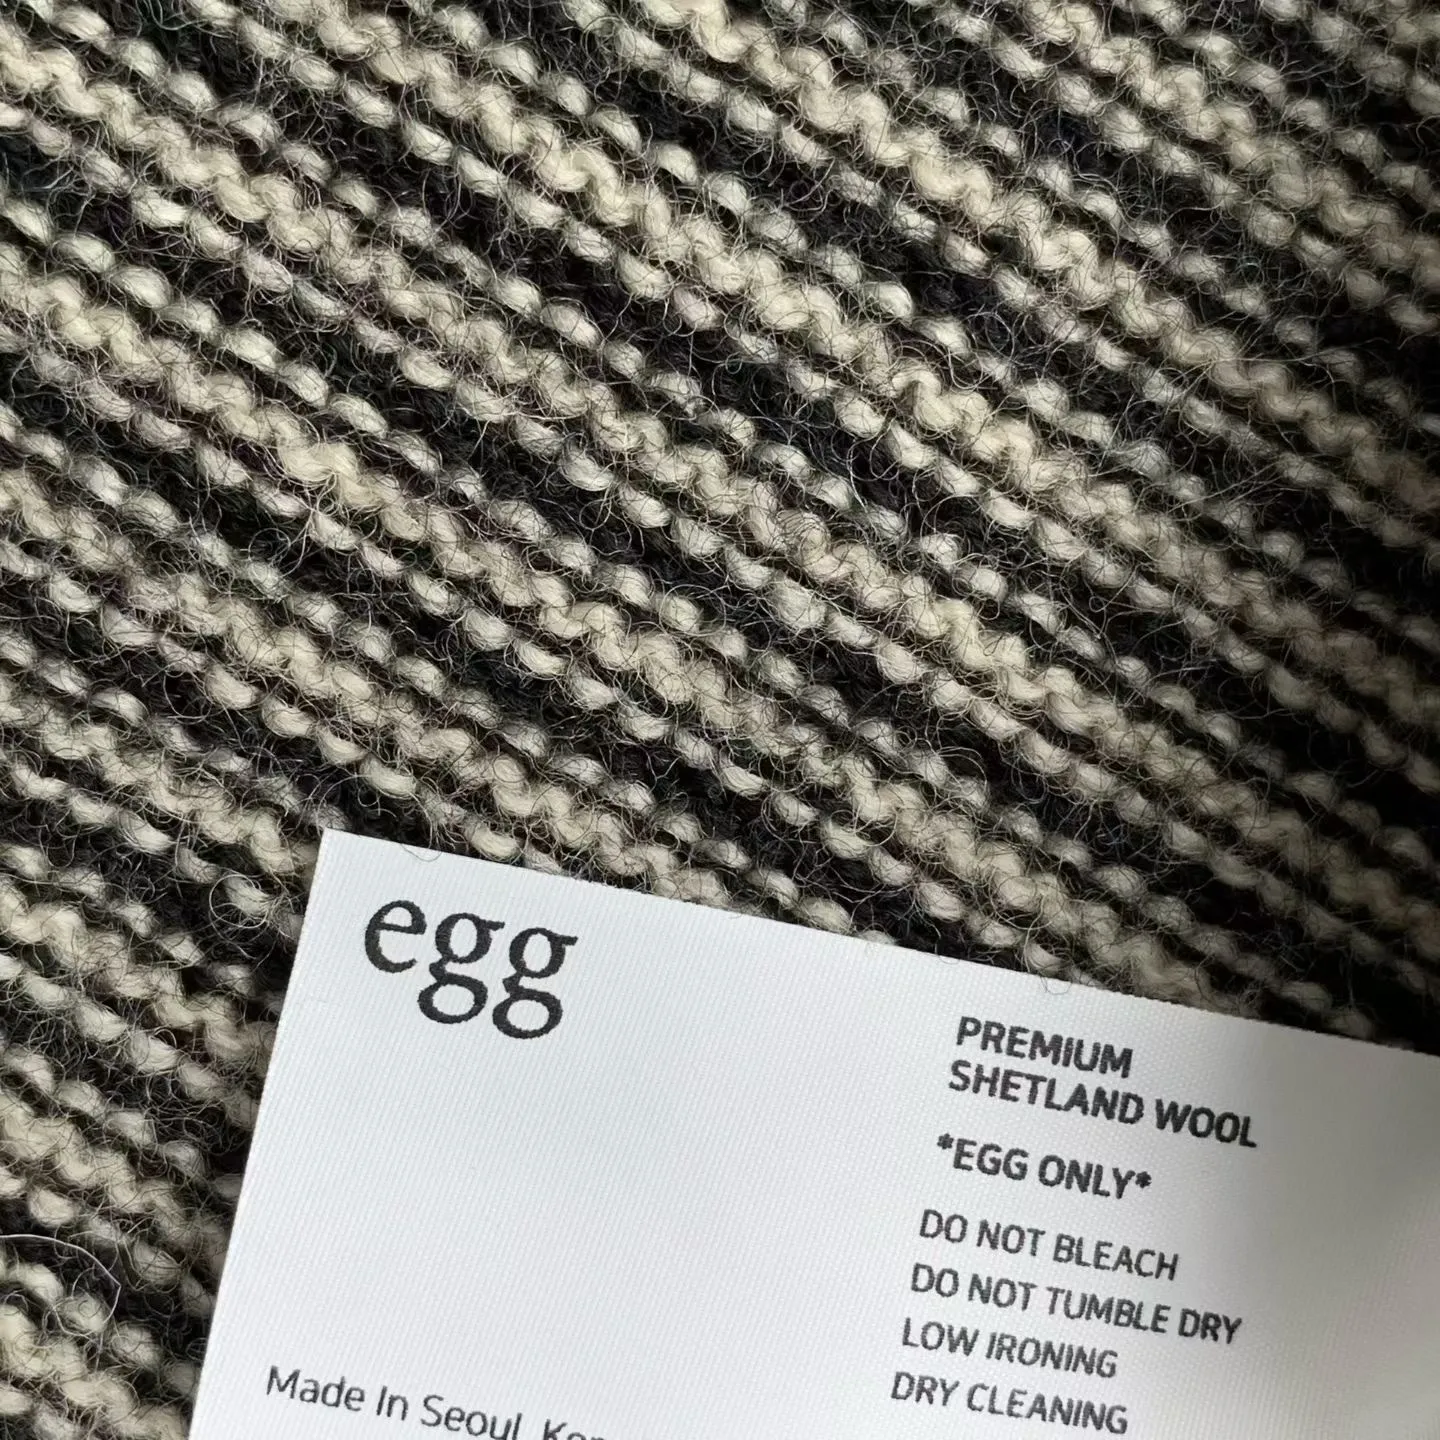 egg
PREMIUM
SHETLAND WOOL
*EGG ONLY*
DO NOT BLEACH
DO NOT TUMBLE DRY
LOW IRONING
DRY CLEANING
Made In Seoul